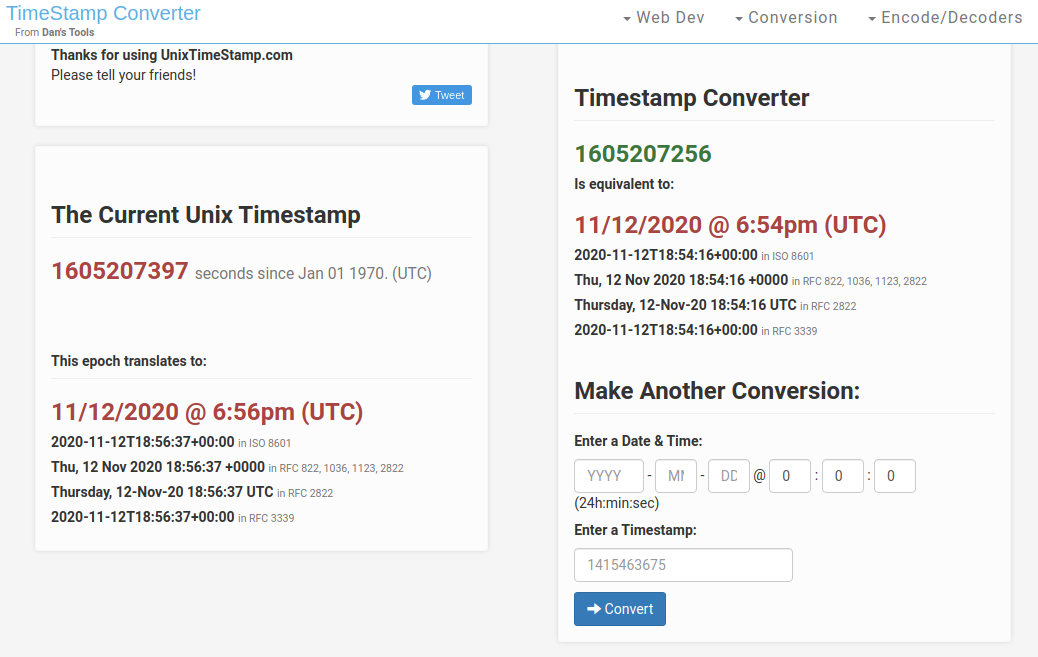 TimeStamp Converter
From Dan's Tools
Web Dev
Conversion
Encode/Decoders
Thanks for using UnixTimeStamp.com
Please tell your friends!
Tweet
The Current Unix Timestamp
1605207397 seconds since Jan 01 1970. (UTC)
This epoch translates to:
11/12/2020 @ 6:56pm (UTC)
2020-11-12T18:56:37+00:00 in ISO 8601
Thu, 12 Nov 2020 18:56:37 +0000 in RFC 822, 1036, 1123, 2822
Thursday, 12-Nov-20 18:56:37 UTC in RFC 2822
2020-11-12T18:56:37+00:00 in RFC 3339
Timestamp Converter
1605207256
Is equivalent to:
11/12/2020 @ 6:54pm (UTC)
2020-11-12T18:54:16+00:00 in ISO 8601
Thu, 12 Nov 2020 18:54:16 +0000 in RFC 822, 1036, 1123, 2822
Thursday, 12-Nov-20 18:54:16 UTC in RFC 2822
2020-11-12T18:54:16+00:00 in RFC 3339
Make Another Conversion:
Enter a Date & Time:
YYYY - MM - DD @ 0 : 0 : 0
(24h:min:sec)
Enter a Timestamp:
1415463675
Convert